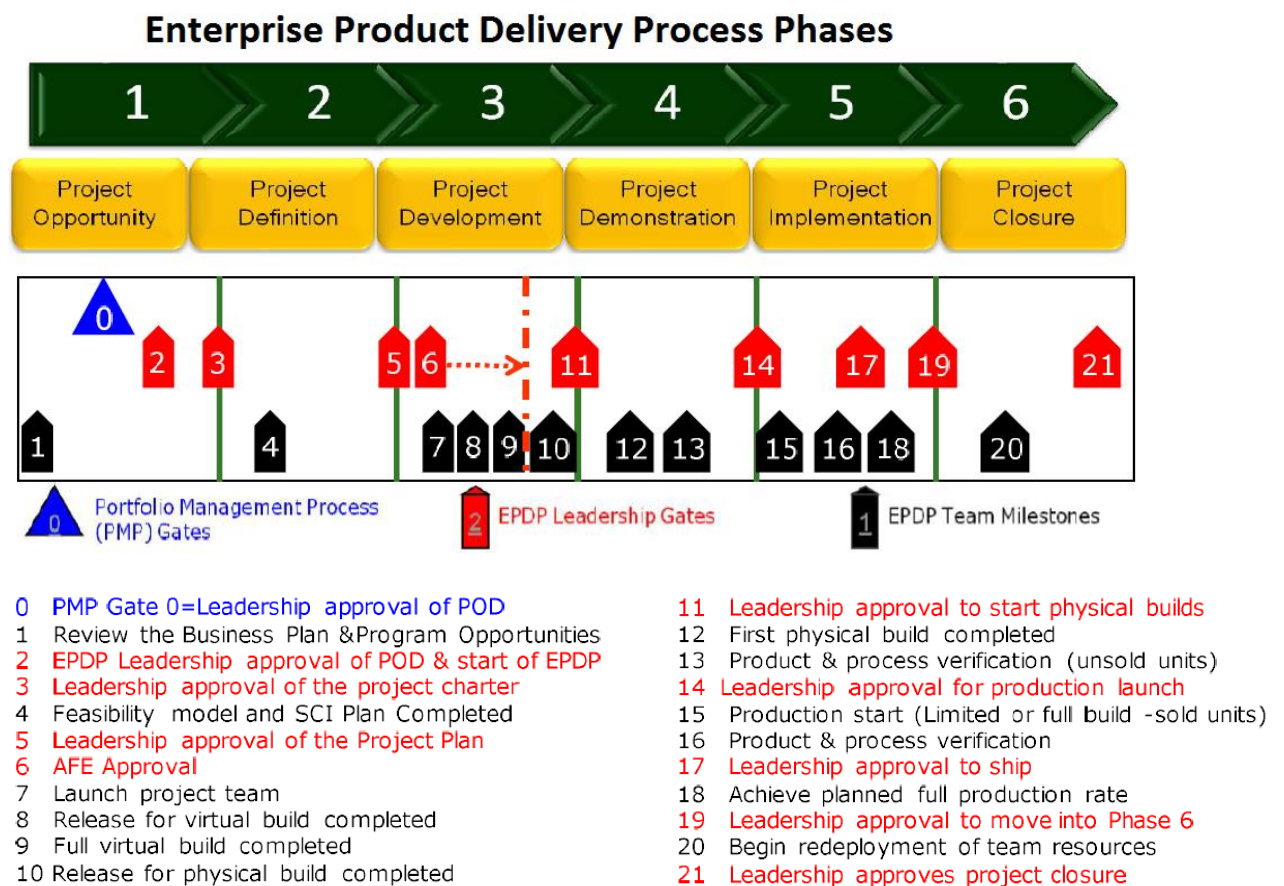 Enterprise Product Delivery Process Phases
1 2 3 4 5 6
Project Opportunity
Project Definition
Project Development
Project Demonstration
Project Implementation
Project Closure
0
2 3 5 6 11 14 17 19 21
1 4 7 8 9 10 12 13 15 16 18 20
0 Portfolio Management Process
(PMP) Gates
2 EPDP Leadership Gates
1 EPDP Team Milestones
0 PMP Gate 0=Leadership approval of POD
1 Review the Business Plan &Program Opportunities
2 EPDP Leadership approval of POD & start of EPDP
3 Leadership approval of the project charter
4 Feasibility model and SCI Plan Completed
5 Leadership approval of the Project Plan
6 AFE Approval
7 Launch project team
8 Release for virtual build completed
9 Full virtual build completed
10 Release for physical build completed
11 Leadership approval to start physical builds
12 First physical build completed
13 Product & process verification (unsold units)
14 Leadership approval for production launch
15 Production start (Limited or full build -sold units)
16 Product & process verification
17 Leadership approval to ship
18 Achieve planned full production rate
19 Leadership approval to move into Phase 6
20 Begin redeployment of team resources
21 Leadership approves project closure